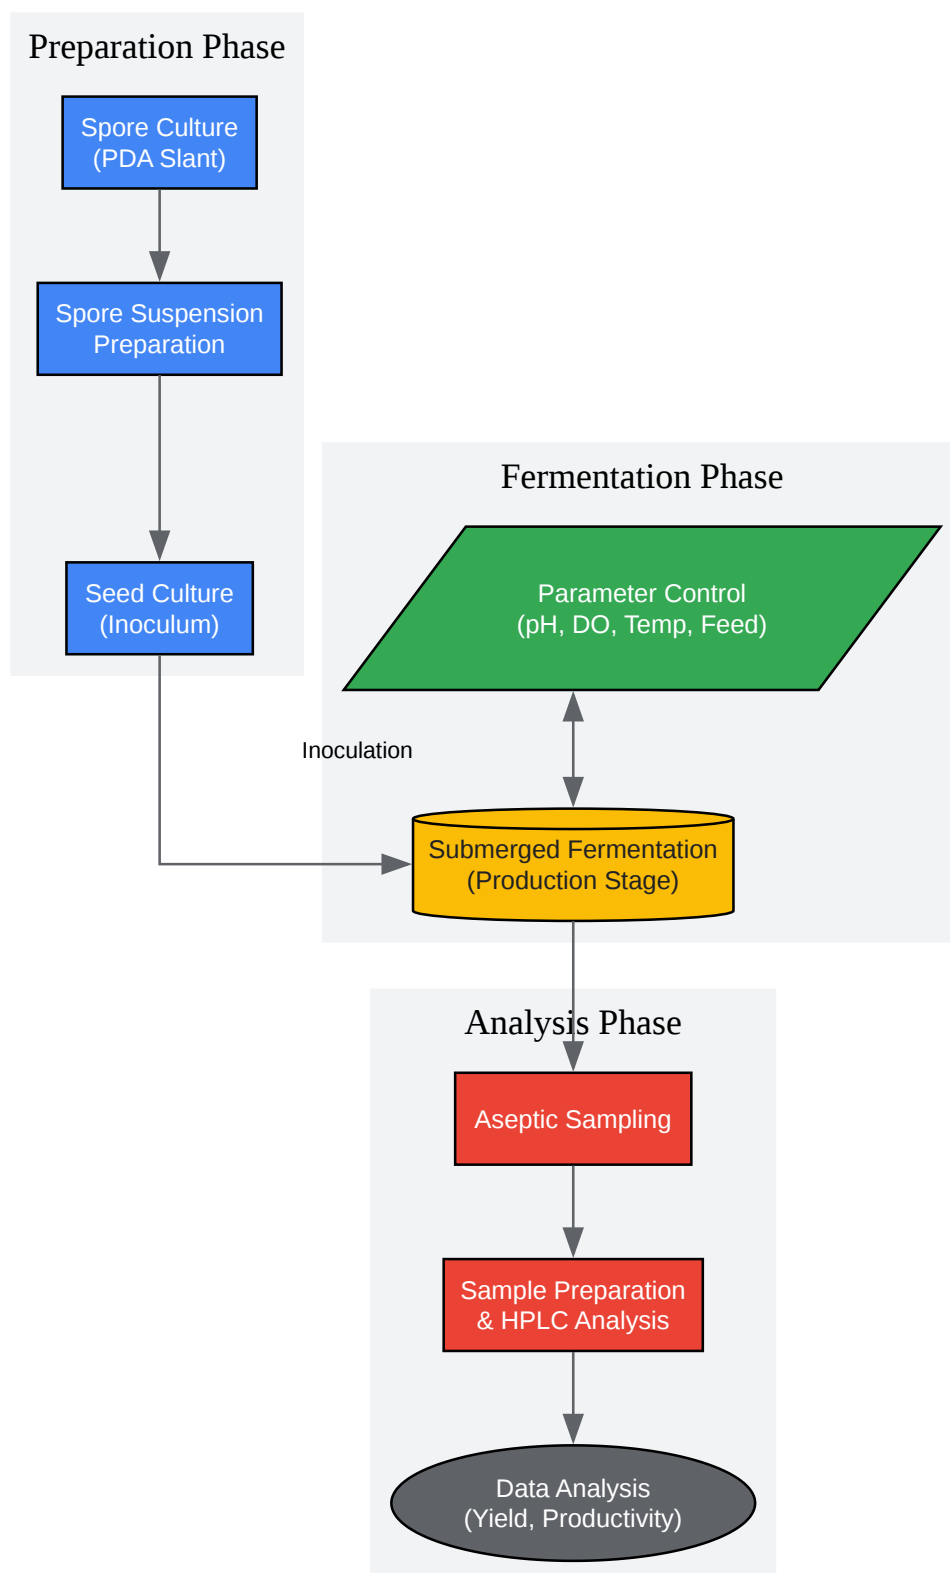 Preparation Phase
Spore Culture
(PDA Slant)
Spore Suspension
Preparation
Seed Culture
(Inoculum)
Fermentation Phase
Parameter Control
(pH, DO, Temp, Feed)
Inoculation
Submerged Fermentation
(Production Stage)
Analysis Phase
Aseptic Sampling
Sample Preparation
& HPLC Analysis
Data Analysis
(Yield, Productivity)